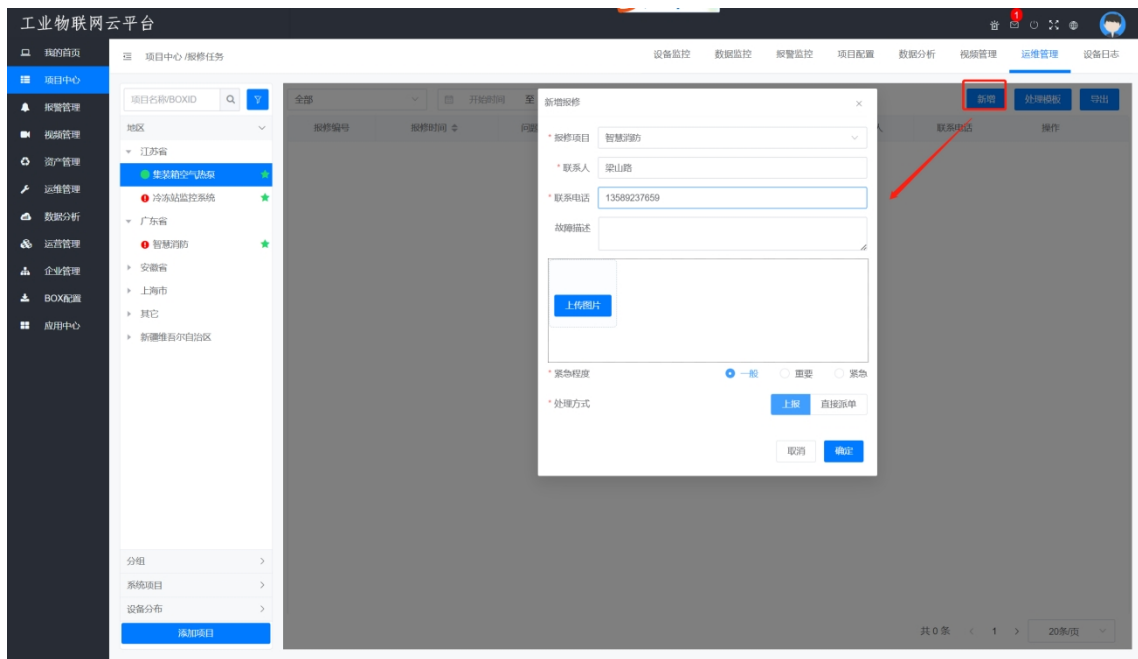 工业物联网云平台
1
我的首页
项目中心
报警管理
视频管理
资产管理
运维管理
数据分析
运营管理
企业管理
BOX配置
应用中心
项目中心 /报修任务
设备监控 数据监控 报警监控 项目配置 数据分析 视频管理 运维管理 设备日志
项目名称/BOXID
地区
江苏省
集装箱空气热泵
冷冻站监控系统
广东省
智慧消防
安徽省
上海市
其它
新疆维吾尔自治区
分组
系统项目
设备分布
添加项目
全部 开始时间 至
新增 处理模板 导出
报修编号 报修时间 问题 人 联系电话 操作
新增报修
* 报修项目 智慧消防
* 联系人 梁山路
* 联系电话 13589237659
故障描述
上传图片
* 紧急程度 一般 重要 紧急
* 处理方式 上报 直接派单
取消 确定
共 0 条 1 20条/页